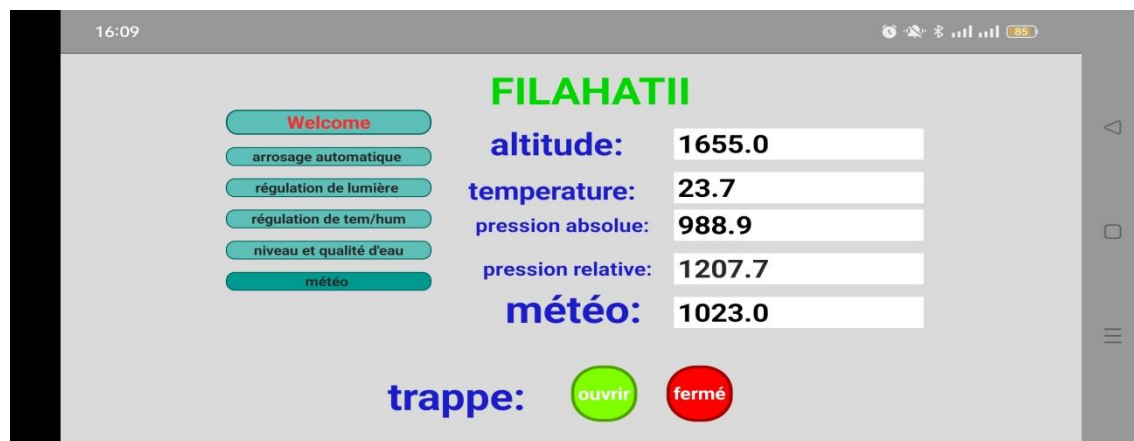 16:09
85
FILAHATII
Welcome
arrosage automatique
régulation de lumière
régulation de tem/hum
niveau et qualité d'eau
météo
altitude: 1655.0
temperature: 23.7
pression absolue: 988.9
pression relative: 1207.7
météo: 1023.0
trappe: ouvrir fermé